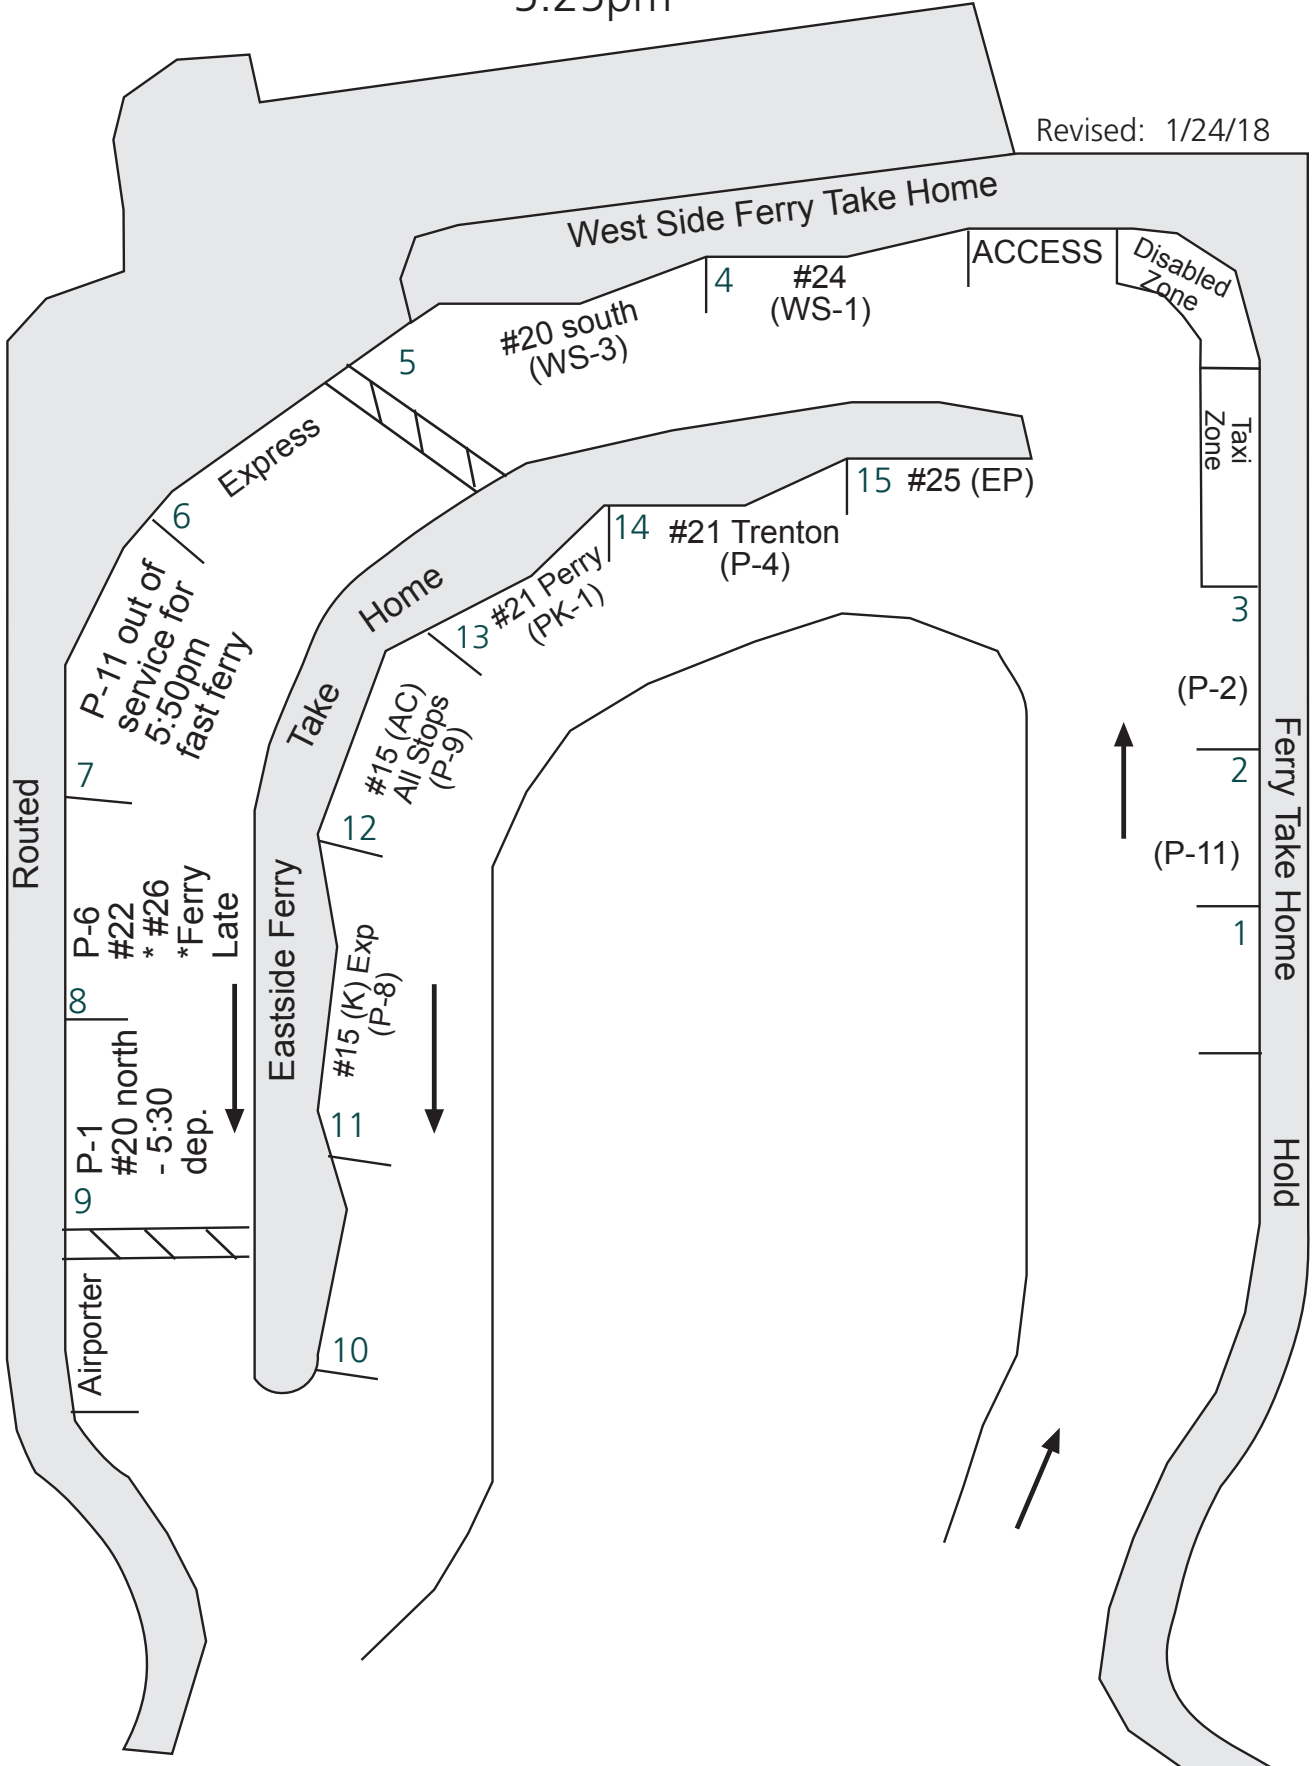 5:25pm
Revised: 1/24/18
West Side Ferry Take Home
ACCESS
Disabled
Zone
4
#24
(WS-1)
5
#20 south
(WS-3)
Taxi
Zone
Express
15
#25 (EP)
6
14
#21 Trenton
(P-4)
13
#21 Perry
(PK-1)
3
P-11 out of
service for
5:50pm
fast ferry
7
(P-2)
2
#15 (AC)
All Stops
(P-9)
12
Eastside Ferry Take Home
Routed
(P-11)
1
Ferry Take Home
Hold
P-6
#22
* #26
*Ferry
Late
8
#15 (K) Exp
(P-8)
11
P-1
#20 north
- 5:30
dep.
9
Airporter
10